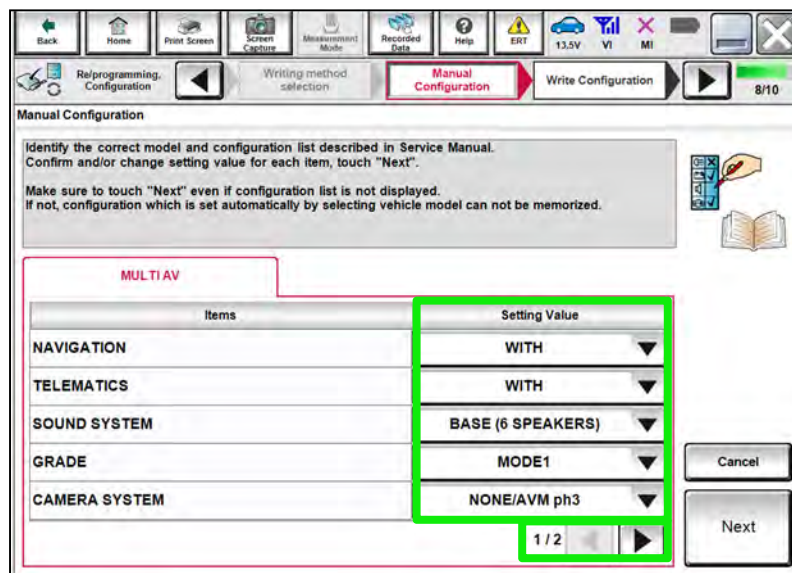 Back
Home
Print Screen
Screen
Capture
Measurement
Mode
Recorded
Data
Help
ERT
13.5V
VI
MI
Re/programming,
Configuration
Writing method
selection
Manual
Configuration
Write Configuration
8/10
Manual Configuration
Identify the correct model and configuration list described in Service Manual.
Confirm and/or change setting value for each item, touch "Next".
Make sure to touch "Next" even if configuration list is not displayed.
If not, configuration which is set automatically by selecting vehicle model can not be memorized.
MULTI AV
Items
Setting Value
NAVIGATION
WITH
TELEMATICS
WITH
SOUND SYSTEM
BASE (6 SPEAKERS)
GRADE
MODE1
CAMERA SYSTEM
NONE/AVM ph3
1 / 2
Cancel
Next